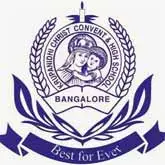 KRUPANIDHI CHRIST CONVENT & HIGH SCHOOL
BANGALORE
Best for Ever